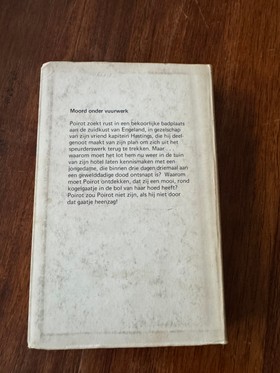 Moord onder vuurwerk
Poirot zoekt rust in een bekoorlijke badplaats
aan de zuidkust van Engeland, in gezelschap
van zijn vriend kapitein Hastings, die hij deel-
genoot maakt van zijn plan om zich uit het
speurderswerk terug te trekken. Maar
waarom moet het lot hem nu weer in de tuin
van zijn hotel laten kennismaken met een
jongedame, die binnen drie dagen driemaal aan
een gewelddadige dood ontsnapt is? Waarom
moet Poirot ontdekken, dat zij een mooi, rond
kogelgaatje in de bol van haar hoed heeft?
Poirot zou Poirot niet zijn, als hij niet door
dat gaatje heenzag!